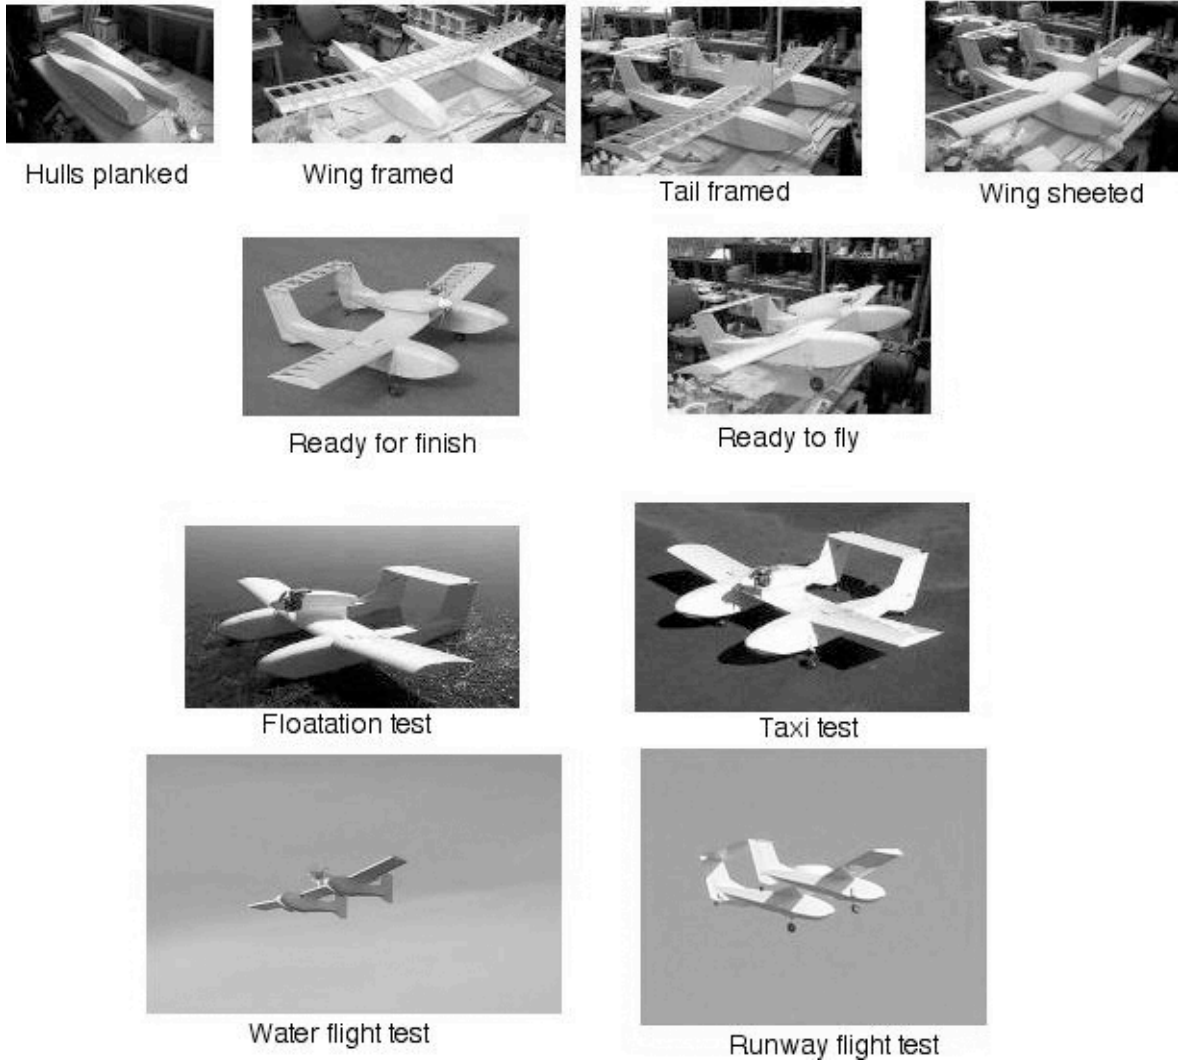 Hulls planked
Wing framed
Tail framed
Wing sheeted
Ready for finish
Ready to fly
Floatation test
Taxi test
Water flight test
Runway flight test